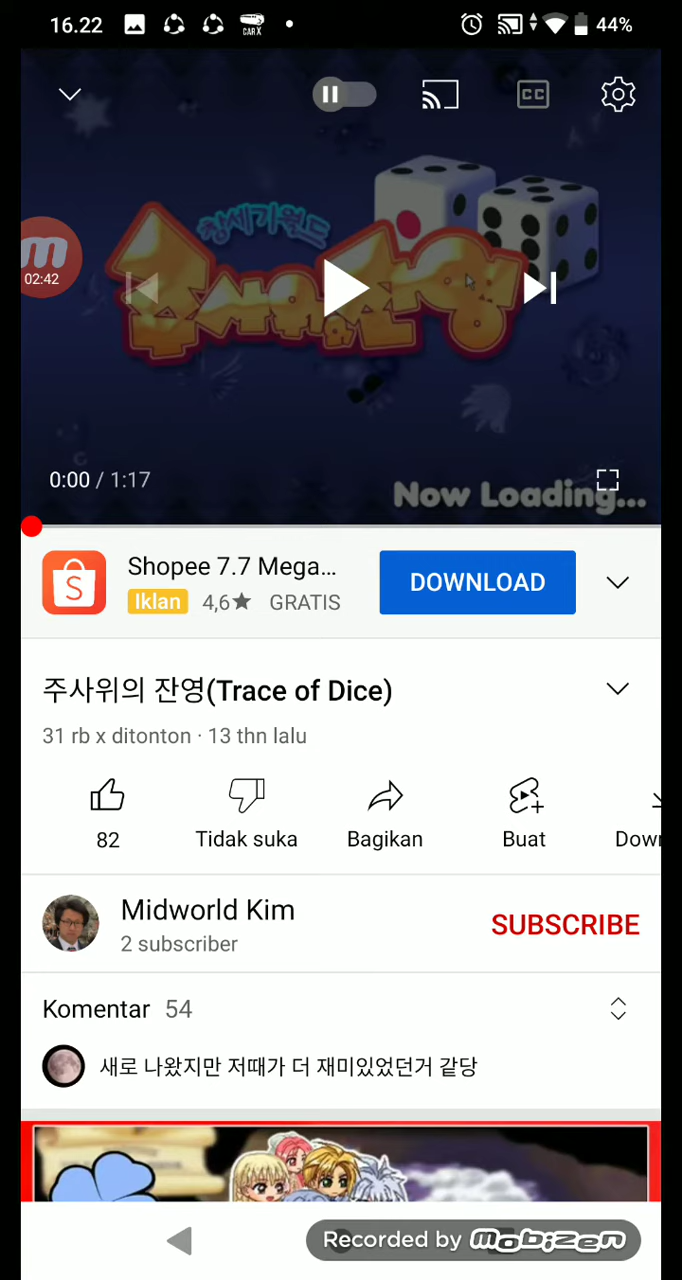 16.22
CARX
44%
CC
m
02:42
창세기월드
주사위의잔영
0:00 / 1:17
Now Loading...
Shopee 7.7 Mega...
DOWNLOAD
Iklan 4,6★ GRATIS
주사위의 잔영(Trace of Dice)
31 rb x ditonton · 13 thn lalu
82
Tidak suka
Bagikan
Buat
Down
Midworld Kim
2 subscriber
SUBSCRIBE
Komentar 54
새로 나왔지만 저때가 더 재미있었던거 같당
Recorded by mobizen